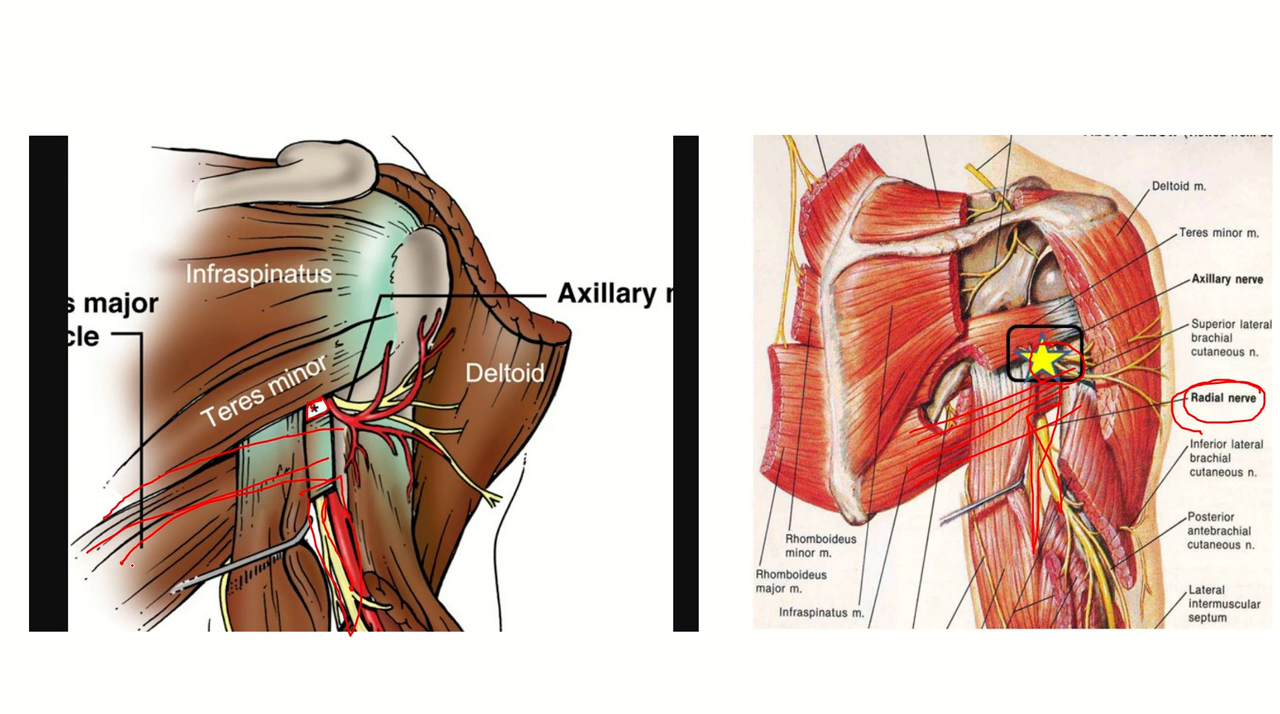 Infraspinatus
s major
cle
Axillary
Teres minor
Deltoid
*
Deltoid m.
Teres minor m.
Axillary nerve
Superior lateral
brachial
cutaneous n.
Radial nerve
Inferior lateral
brachial
cutaneous n.
Posterior
antebrachial
cutaneous n.
Lateral
intermuscular
septum
Rhomboideus
minor m.
Rhomboideus
major m.
Infraspinatus m.